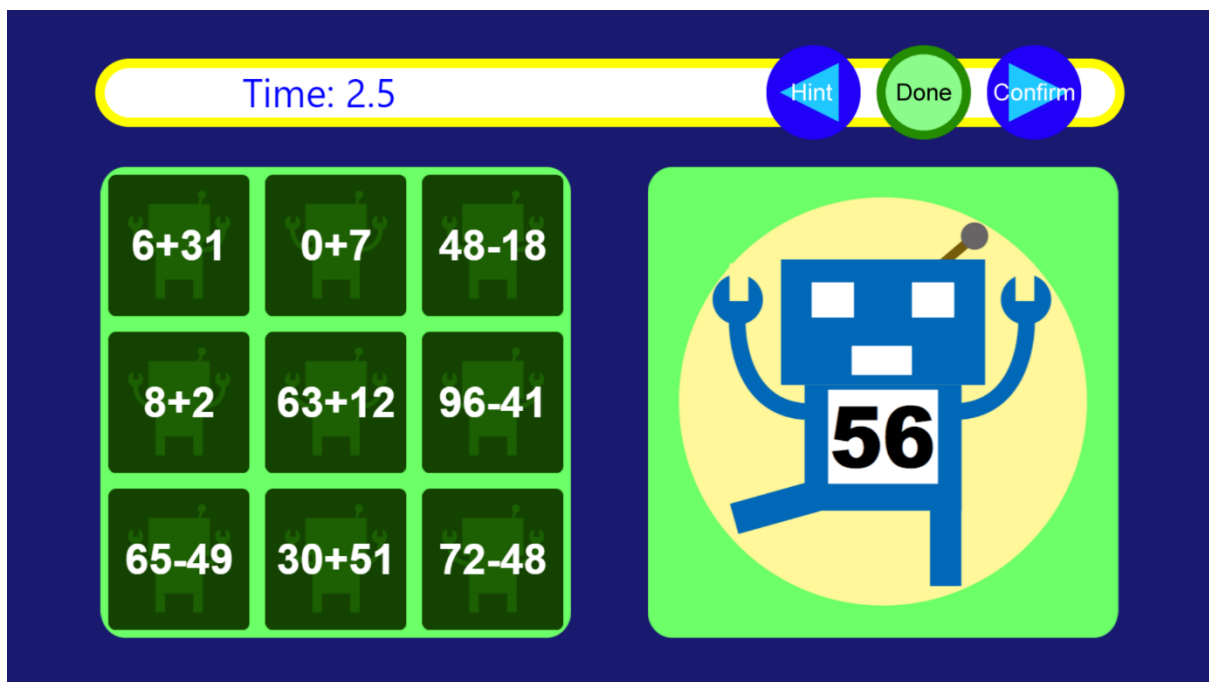 Time: 2.5
Hint
Done
Confirm
6+31
0+7
48-18
8+2
63+12
96-41
65-49
30+51
72-48
56